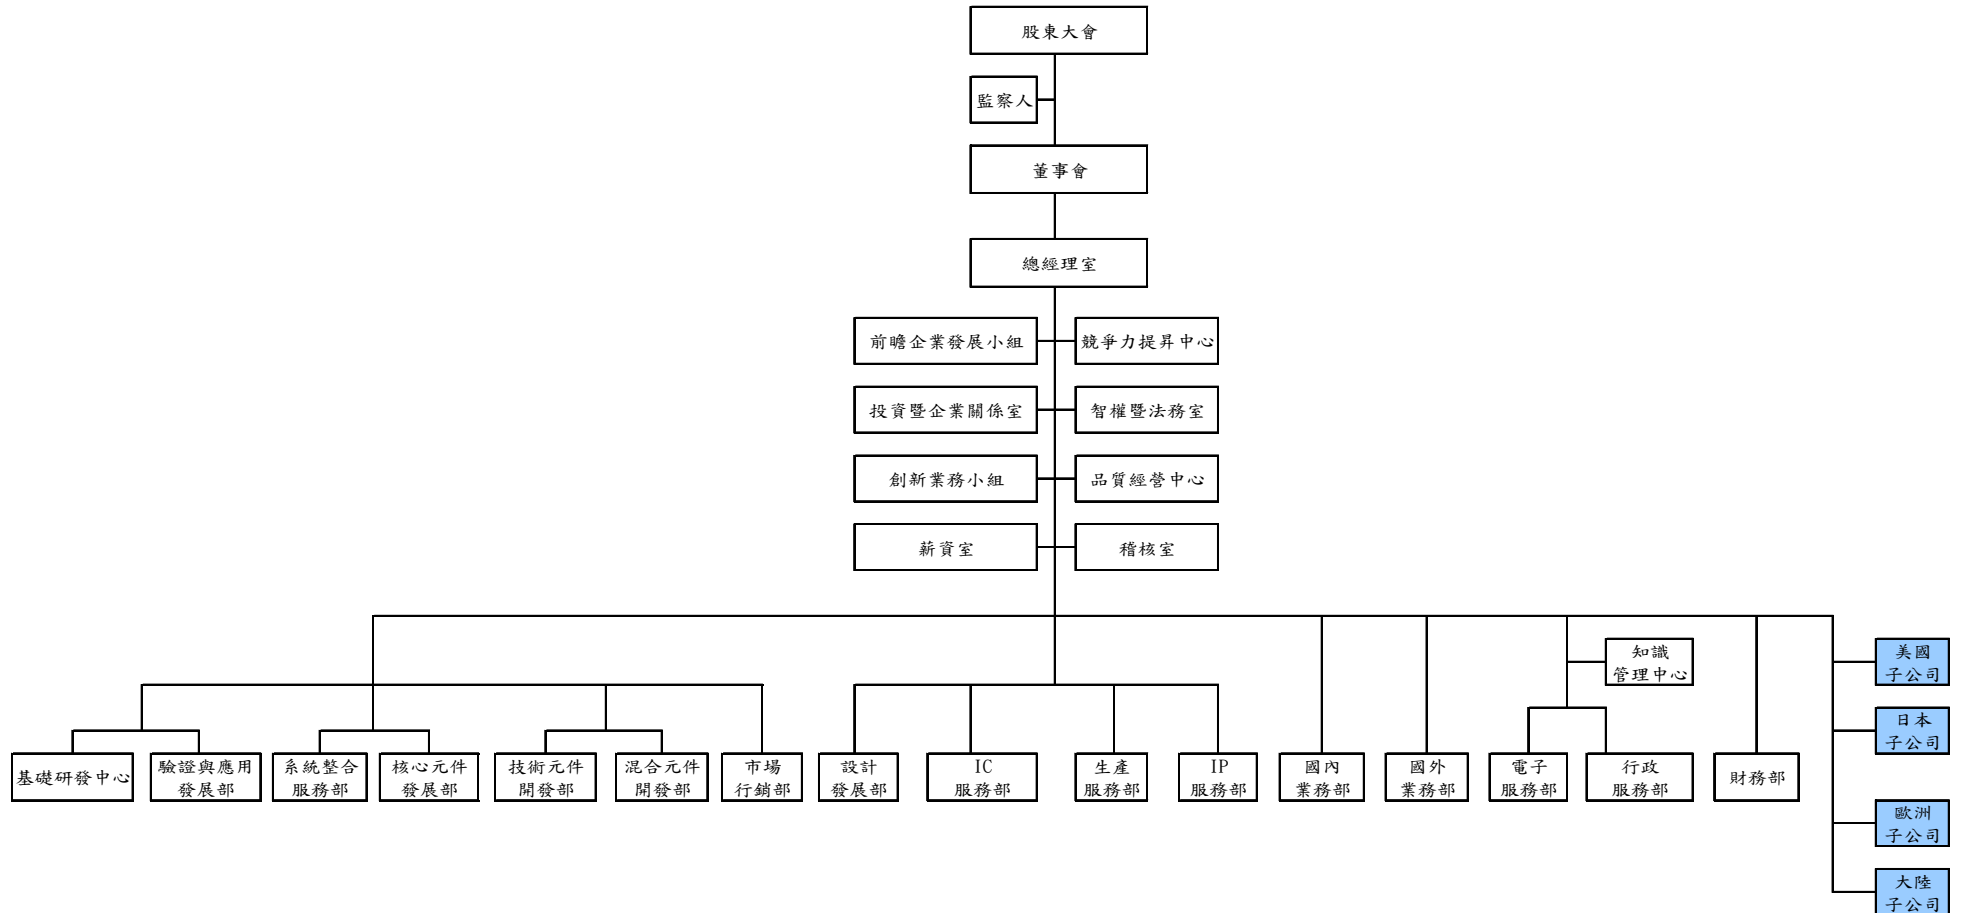 股東大會
監察人
董事會
總經理室
前瞻企業發展小組
競爭力提昇中心
投資暨企業關係室
智權暨法務室
創新業務小組
品質經營中心
薪資室
稽核室
知識
管理中心
美國
子公司
日本
子公司
基礎研發中心
驗證與應用
發展部
系統整合
服務部
核心元件
發展部
技術元件
開發部
混合元件
開發部
市場
行銷部
設計
發展部
IC
服務部
生產
服務部
IP
服務部
國內
業務部
國外
業務部
電子
服務部
行政
服務部
財務部
歐洲
子公司
大陸
子公司